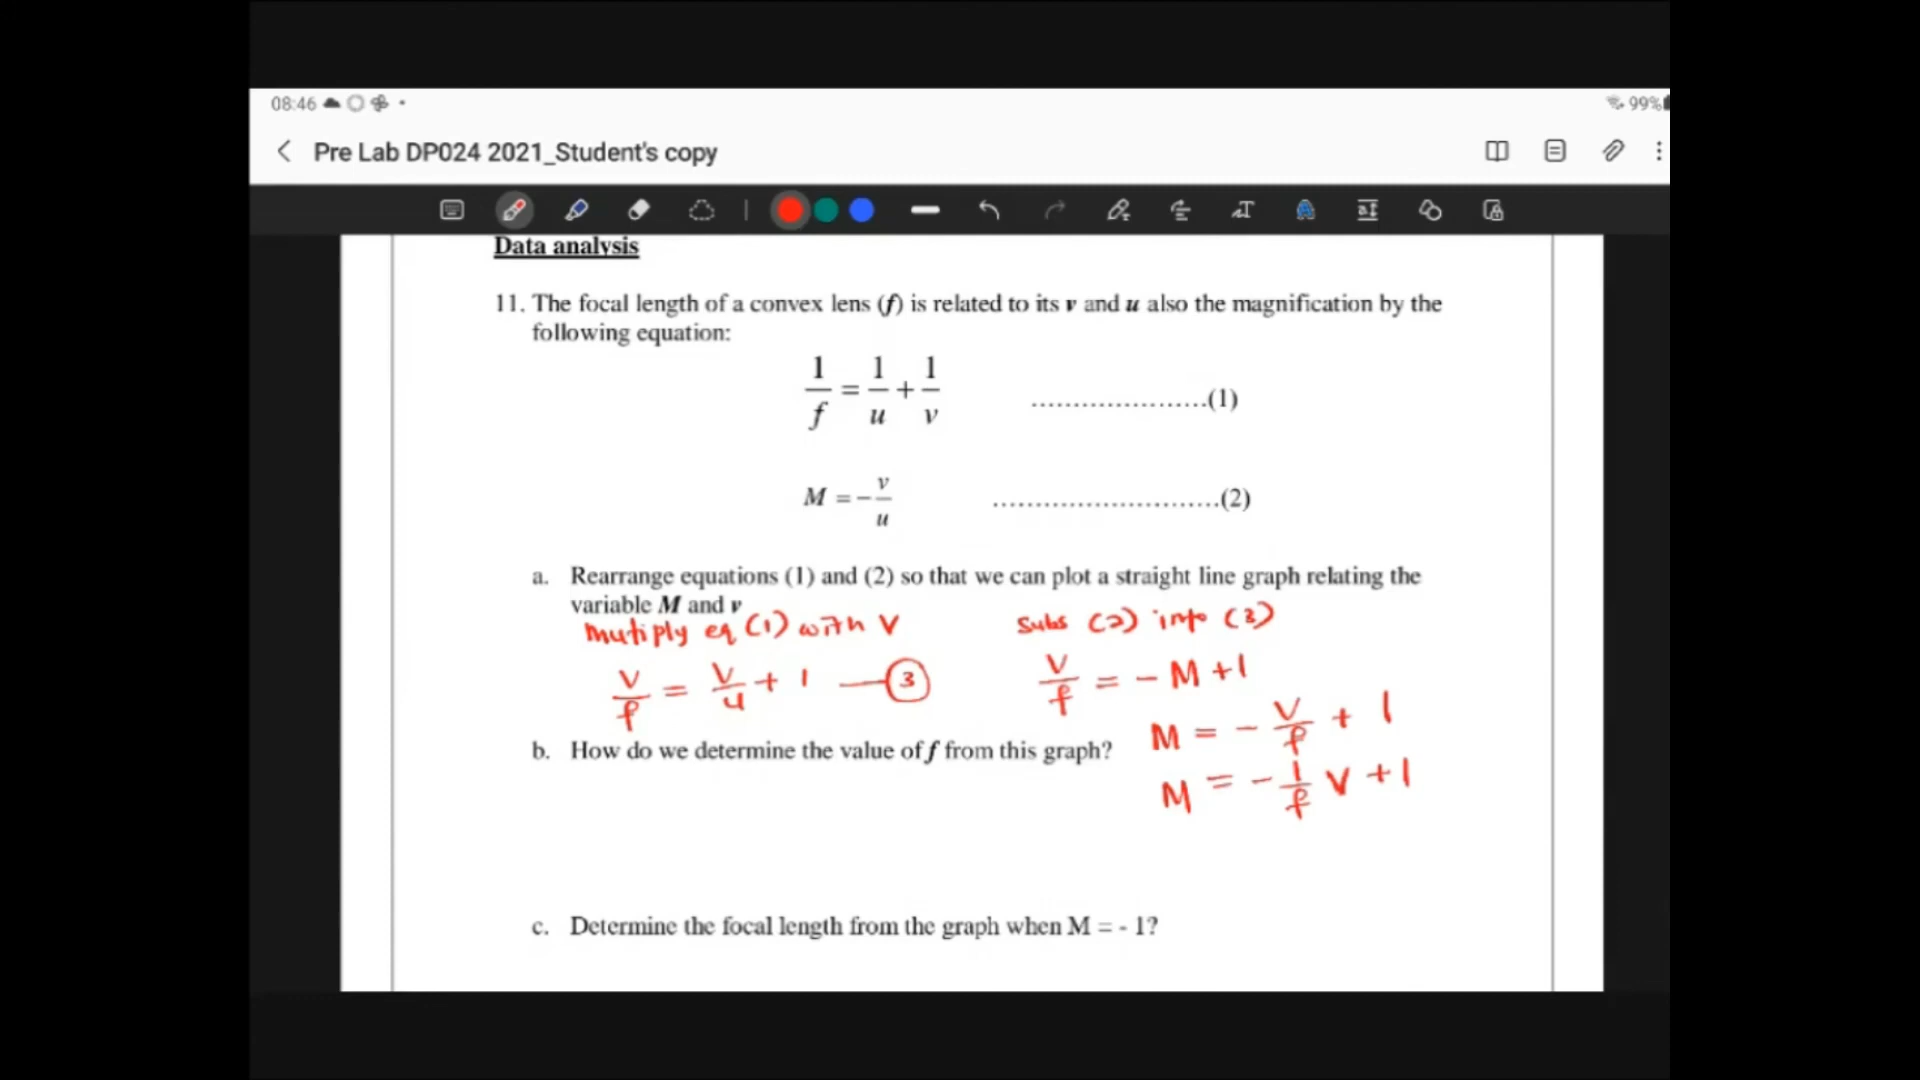 08:46
99%
Pre Lab DP024 2021_Student's copy
Data analysis
11. The focal length of a convex lens (f) is related to its v and u also the magnification by the
following equation:
1/f = 1/u + 1/v ....................(1)
M = -v/u ..........................(2)
a. Rearrange equations (1) and (2) so that we can plot a straight line graph relating the
variable M and v
mutiply eq (1) with v
v/f = v/u + 1 — 3
subs (2) into (3)
v/f = - M + 1
M = - v/f + 1
M = - 1/f v + 1
b. How do we determine the value of f from this graph?
c. Determine the focal length from the graph when M = - 1?